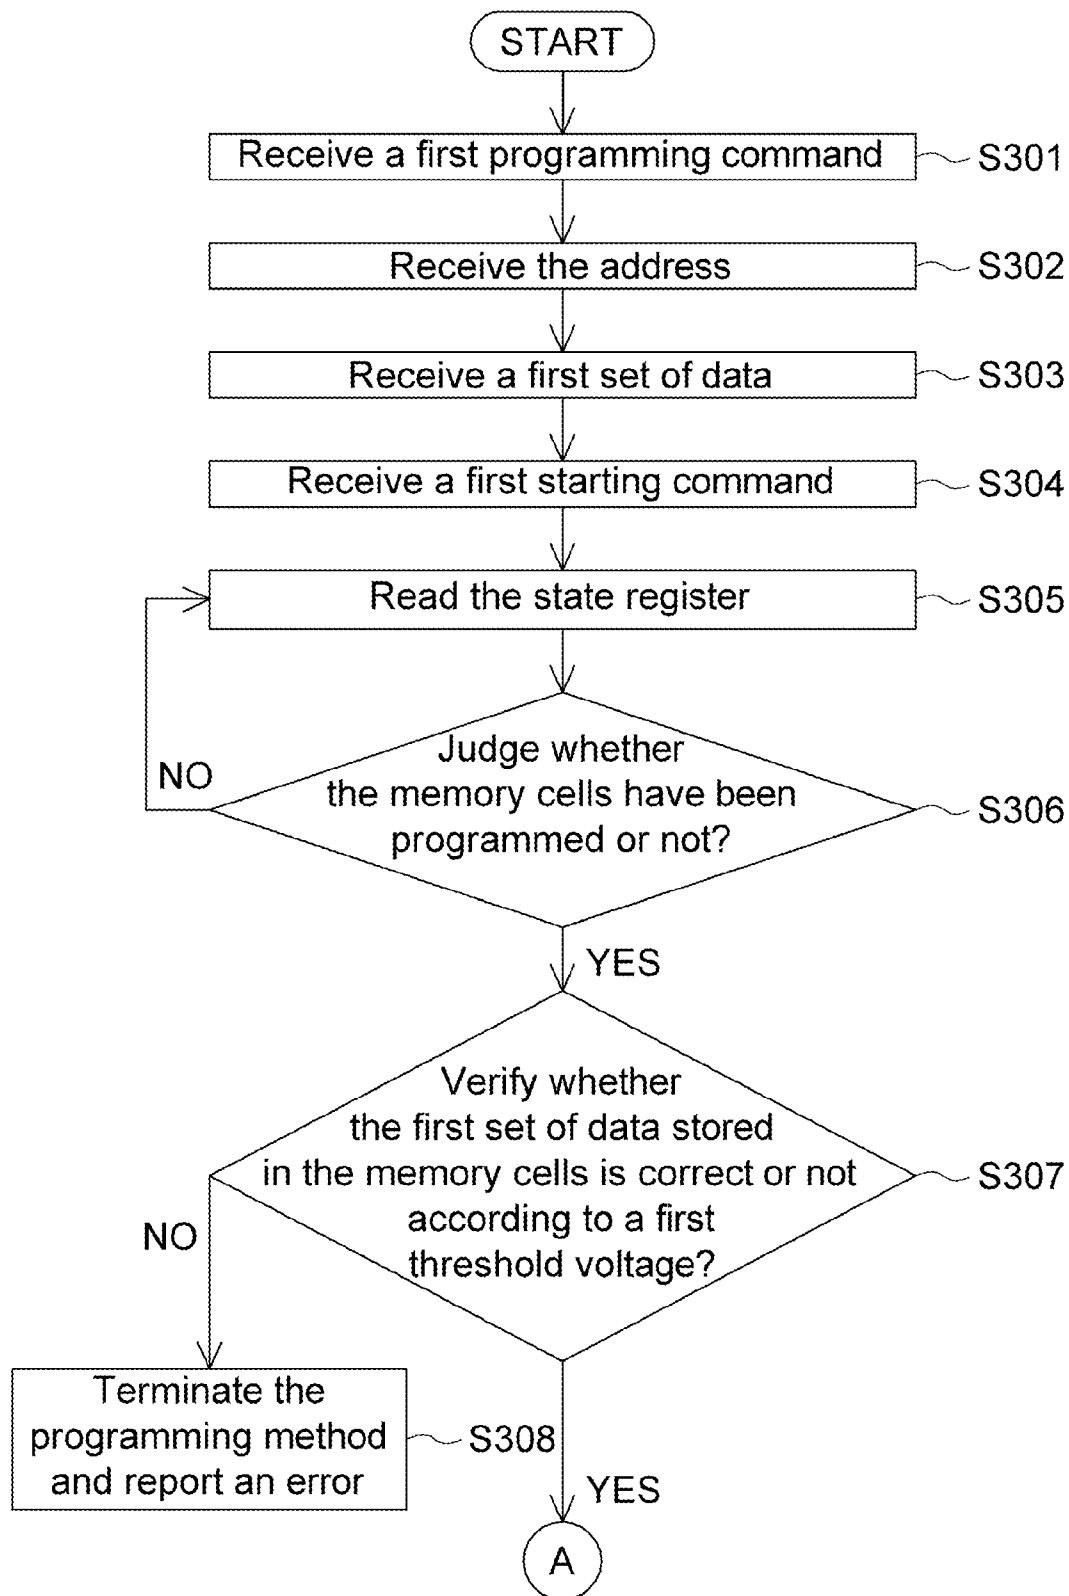 START
Receive a first programming command
S301
Receive the address
S302
Receive a first set of data
S303
Receive a first starting command
S304
Read the state register
S305
Judge whether
the memory cells have been
programmed or not?
S306
NO
YES
Verify whether
the first set of data stored
in the memory cells is correct or not
according to a first
threshold voltage?
S307
NO
Terminate the
programming method
and report an error
S308
YES
A